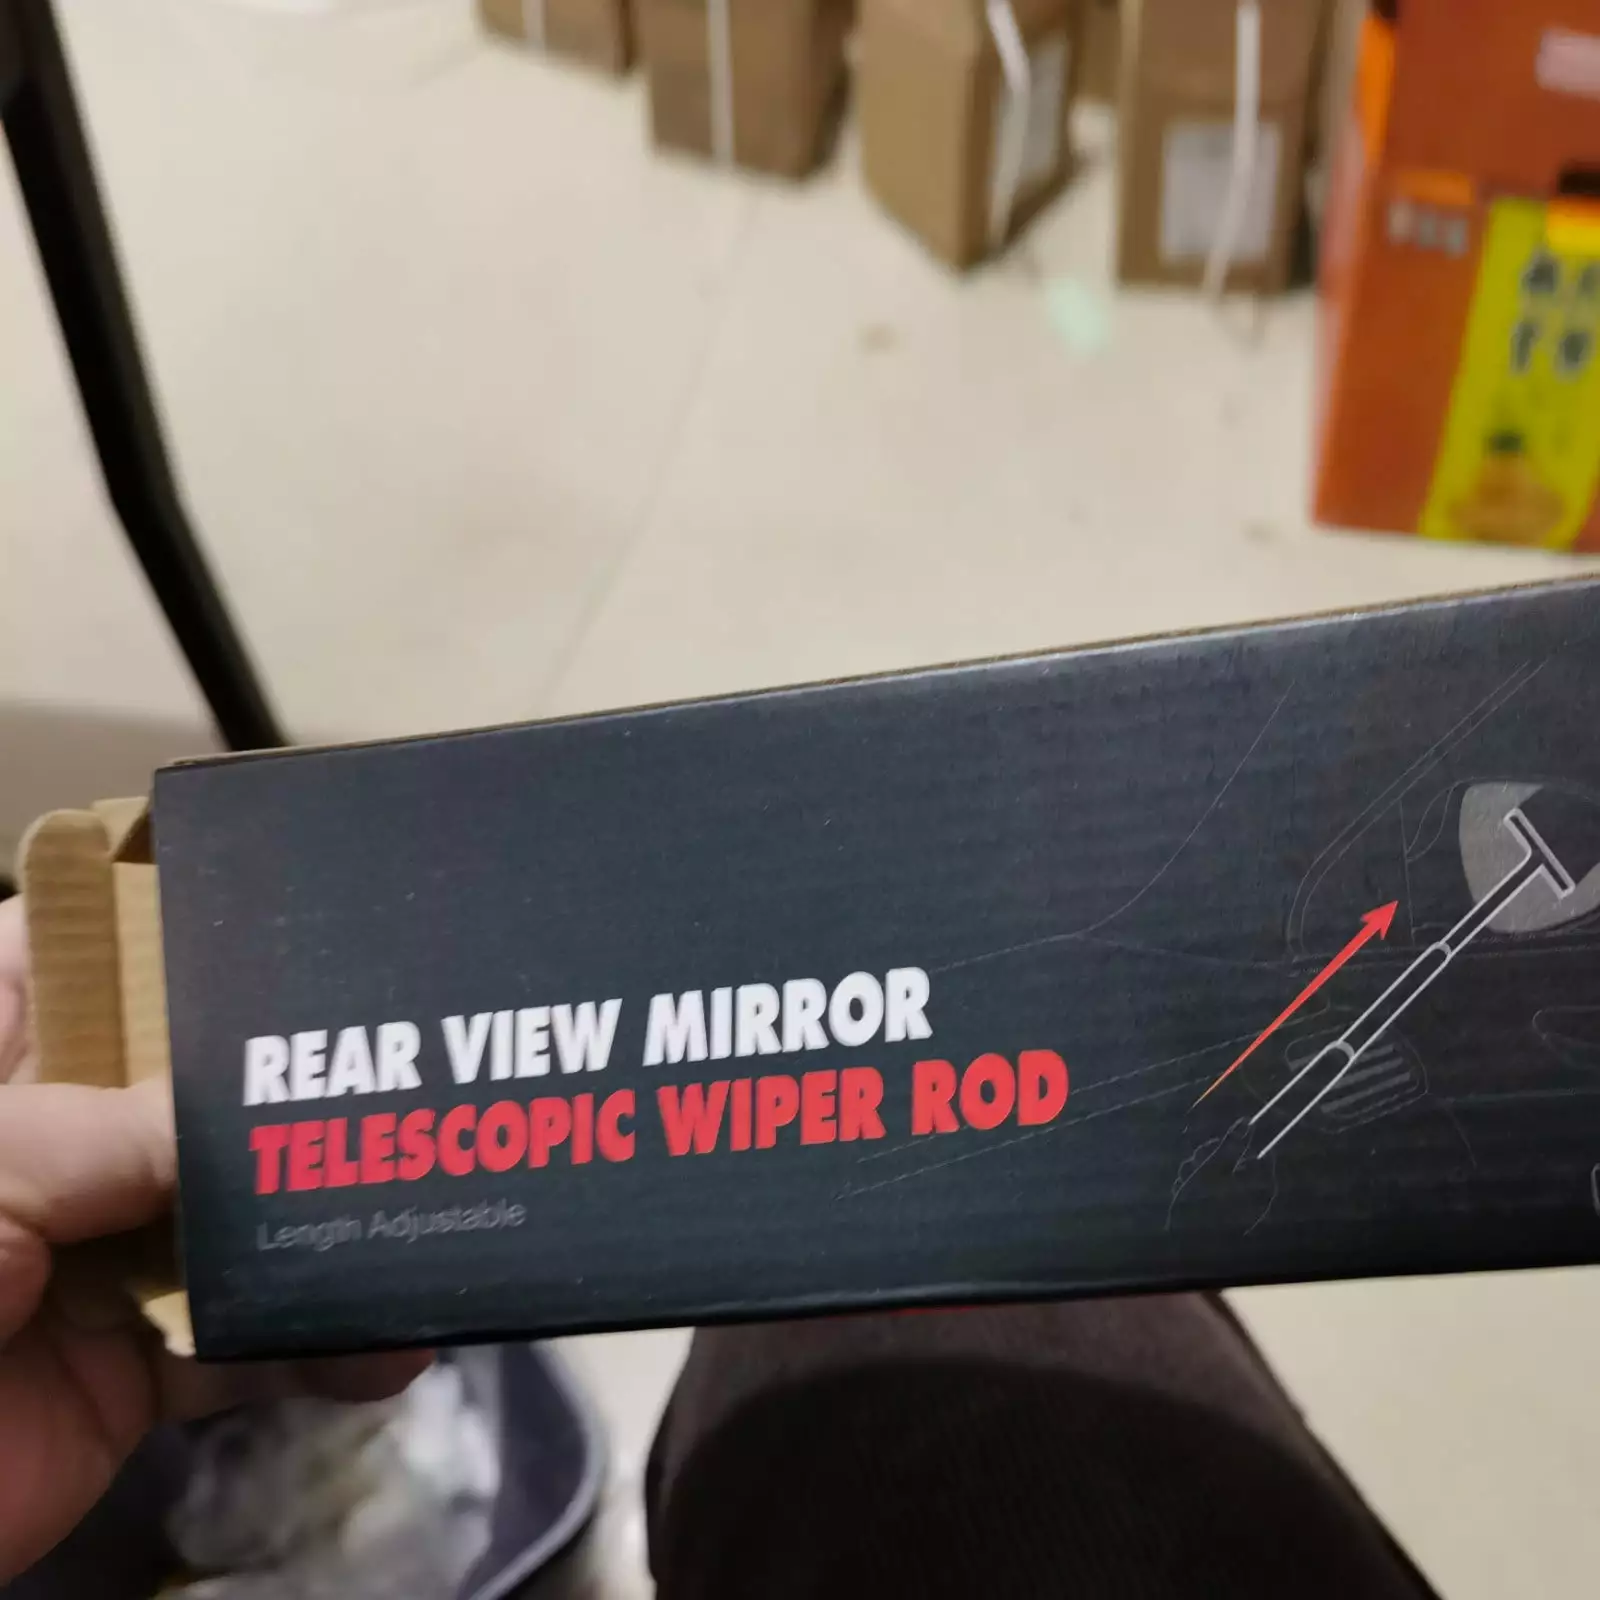 REAR VIEW MIRROR
TELESCOPIC WIPER ROD
Length Adjustable